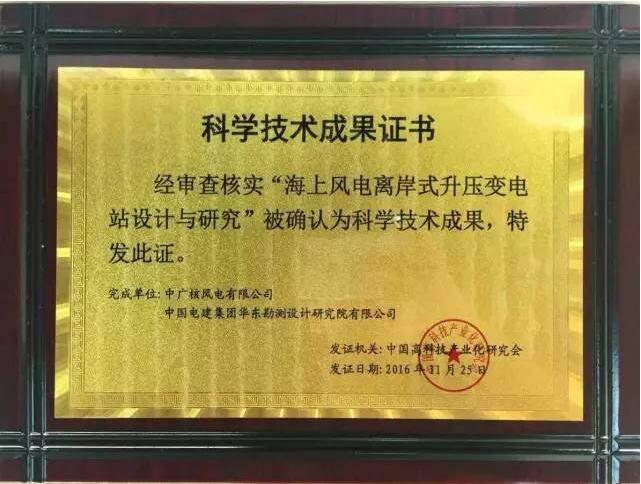 科学技术成果证书
经审查核实“海上风电离岸式升压变电
站设计与研究”被确认为科学技术成果，特
发此证。
完成单位：中广核风电有限公司
中国电建集团华东勘测设计研究院有限公司
发证机关：中国高科技产业化研究会
发证日期：2016年11月25日